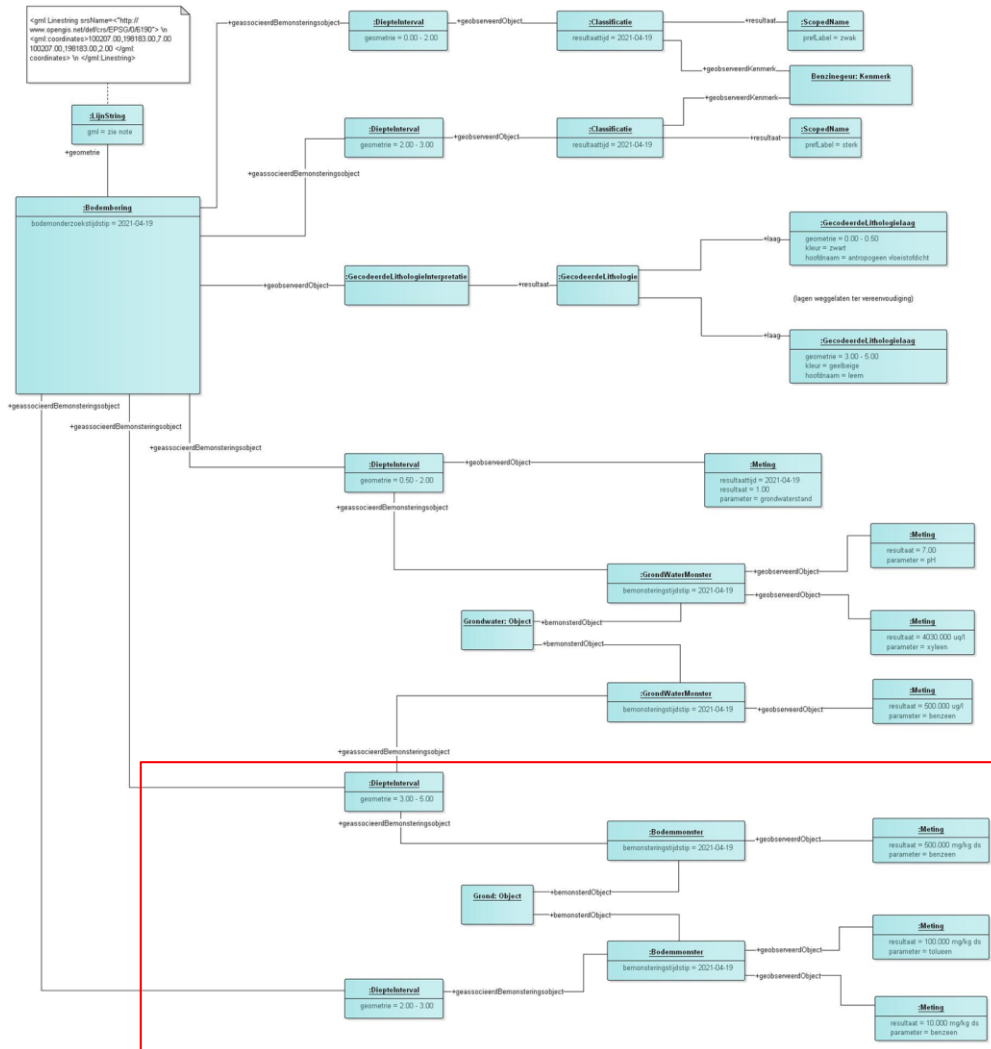 <gml Linestring srsName=<"http://
www.opengis.net/def/crs/EPSG/0/6190"> \n
<gml:coordinates>100207.00,198183.00,7.00
100207.00,198183.00,2.00 </gml:
coordinates> \n </gml:Linestring>
:LijnString
gml = zie note
+geometrie
:Bodemboring
bodemonderzoekstijdstip = 2021-04-19
+geassocieerdBemonsteringsobject
:DiepteInterval
geometrie = 0.00 - 2.00
+geobserveerdObject
:Classificatie
resultaattijd = 2021-04-19
+resultaat
:ScopedName
prefLabel = zwak
+geobserveerdKenmerk
Benzinegeur: Kenmerk
+geobserveerdKenmerk
:DiepteInterval
geometrie = 2.00 - 3.00
+geobserveerdObject
:Classificatie
resultaattijd = 2021-04-19
+resultaat
:ScopedName
prefLabel = sterk
+geassocieerdBemonsteringsobject
+geobserveerdObject
:GecodeerdeLithologieInterpretatie
+resultaat
:GecodeerdeLithologie
+laag
:GecodeerdeLithologielaag
geometrie = 0.00 - 0.50
kleur = zwart
hoofdnaam = antropogeen vloeistofdicht
(lagen weggelaten ter vereenvoudiging)
+laag
:GecodeerdeLithologielaag
geometrie = 3.00 - 5.00
kleur = geelbeige
hoofdnaam = leem
+geassocieerdBemonsteringsobject
+geassocieerdBemonsteringsobject
+geassocieerdBemonsteringsobject
:DiepteInterval
geometrie = 0.50 - 2.00
+geobserveerdObject
:Meting
resultaattijd = 2021-04-19
resultaat = 1.00
parameter = grondwaterstand
+geassocieerdBemonsteringsobject
:GrondWaterMonster
bemonsteringstijdstip = 2021-04-19
+geobserveerdObject
:Meting
resultaat = 7.00
parameter = pH
+geobserveerdObject
:Meting
resultaat = 4030.000 ug/l
parameter = xyleen
Grondwater: Object
+bemonsterdObject
+bemonsterdObject
:GrondWaterMonster
bemonsteringstijdstip = 2021-04-19
+geobserveerdObject
:Meting
resultaat = 500.000 ug/l
parameter = benzeen
+geassocieerdBemonsteringsobject
:DiepteInterval
geometrie = 3.00 - 5.00
+geassocieerdBemonsteringsobject
:Bodemmonster
bemonsteringstijdstip = 2021-04-19
+geobserveerdObject
:Meting
resultaat = 500.000 mg/kg ds
parameter = benzeen
Grond: Object
+bemonsterdObject
+bemonsterdObject
:Bodemmonster
bemonsteringstijdstip = 2021-04-19
+geobserveerdObject
:Meting
resultaat = 100.000 mg/kg ds
parameter = tolueen
+geobserveerdObject
:Meting
resultaat = 10.000 mg/kg ds
parameter = benzeen
:DiepteInterval
geometrie = 2.00 - 3.00
+geassocieerdBemonsteringsobject